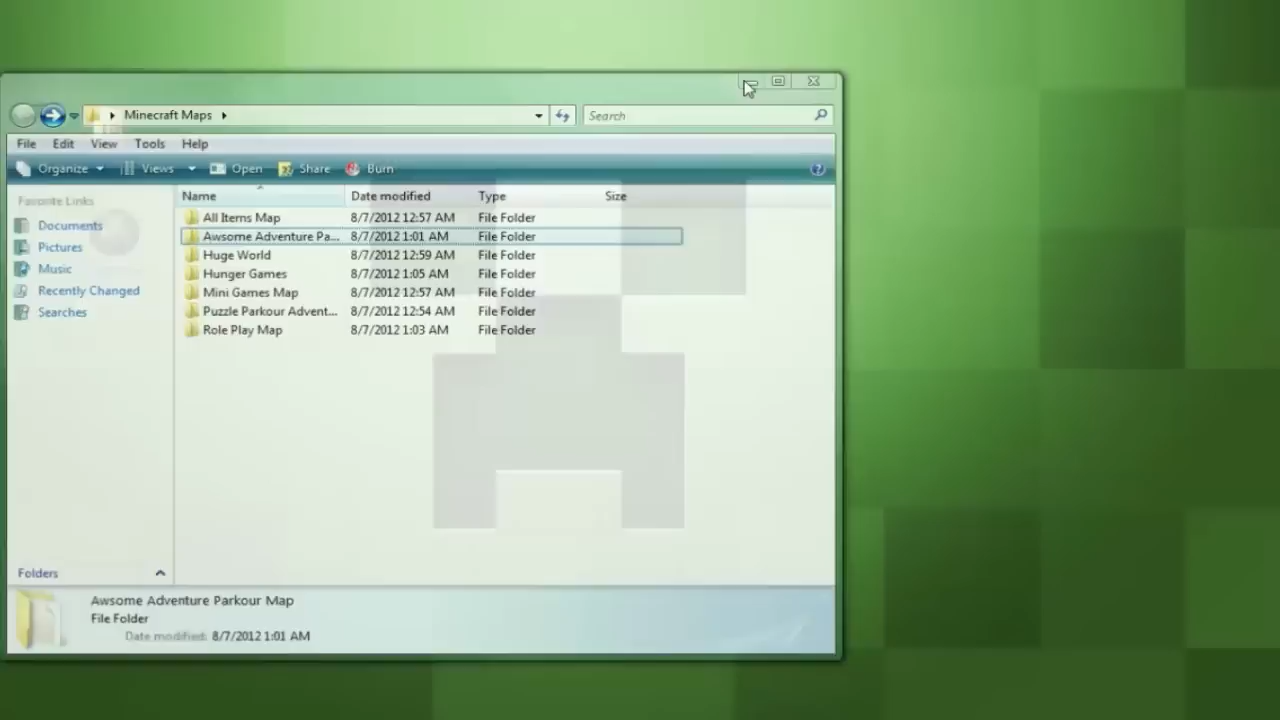 Minecraft Maps
Search
File Edit View Tools Help
Organize Views Open Share Burn
Favorite Links
Documents
Pictures
Music
Recently Changed
Searches
Folders
Name Date modified Type Size
All Items Map 8/7/2012 12:57 AM File Folder
Awsome Adventure Pa... 8/7/2012 1:01 AM File Folder
Huge World 8/7/2012 12:59 AM File Folder
Hunger Games 8/7/2012 1:05 AM File Folder
Mini Games Map 8/7/2012 12:57 AM File Folder
Puzzle Parkour Advent... 8/7/2012 12:54 AM File Folder
Role Play Map 8/7/2012 1:03 AM File Folder
Awsome Adventure Parkour Map
File Folder
Date modified: 8/7/2012 1:01 AM